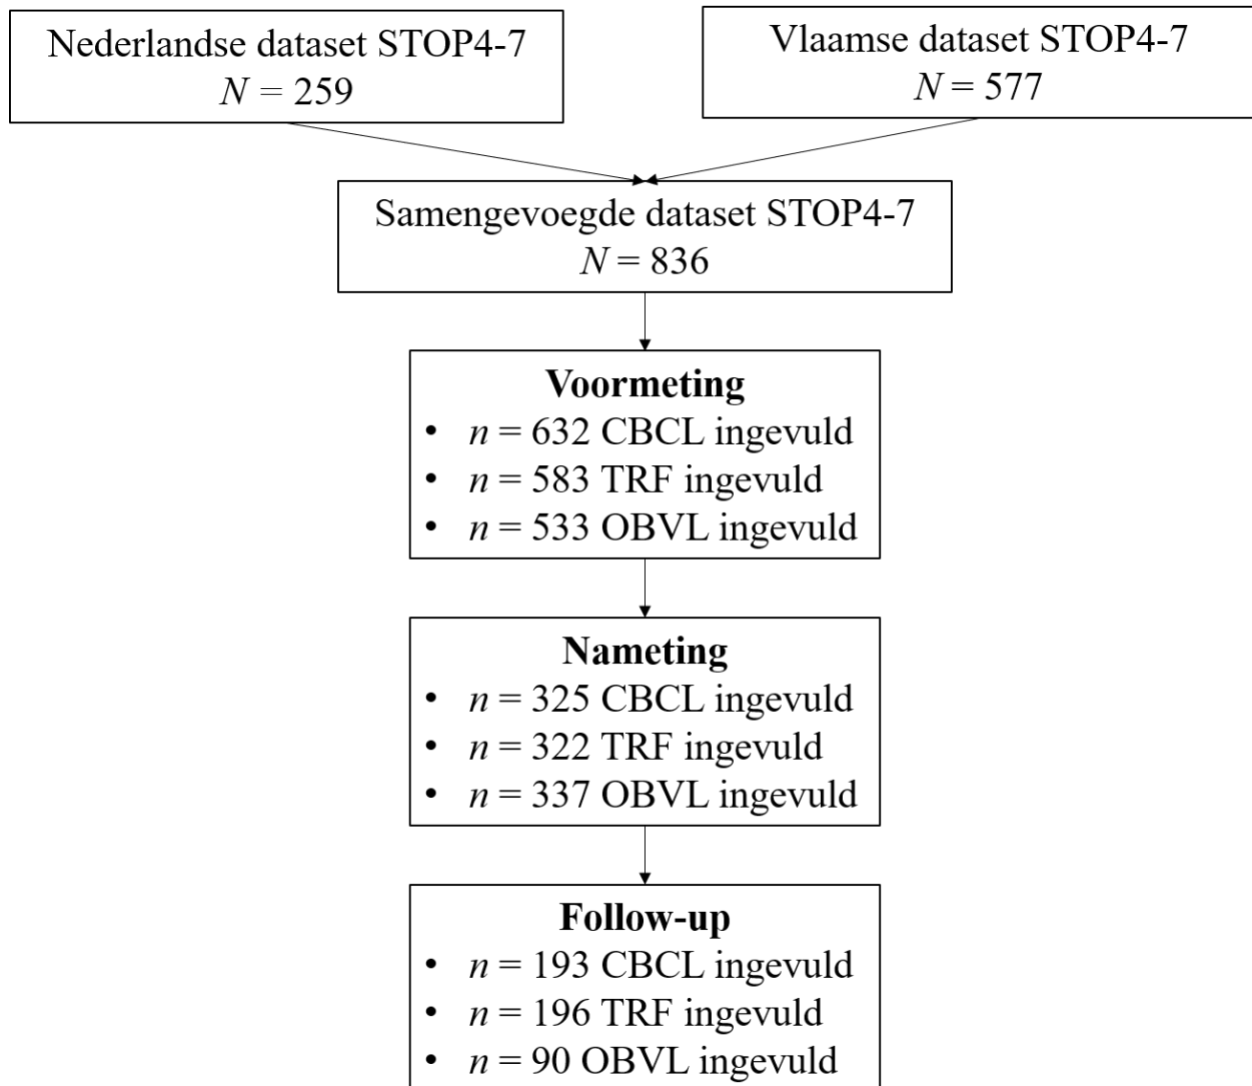 Nederlandse dataset STOP4-7
N = 259
Vlaamse dataset STOP4-7
N = 577
Samengevoegde dataset STOP4-7
N = 836
Voormeting
• n = 632 CBCL ingevuld
• n = 583 TRF ingevuld
• n = 533 OBVL ingevuld
Nameting
• n = 325 CBCL ingevuld
• n = 322 TRF ingevuld
• n = 337 OBVL ingevuld
Follow-up
• n = 193 CBCL ingevuld
• n = 196 TRF ingevuld
• n = 90 OBVL ingevuld